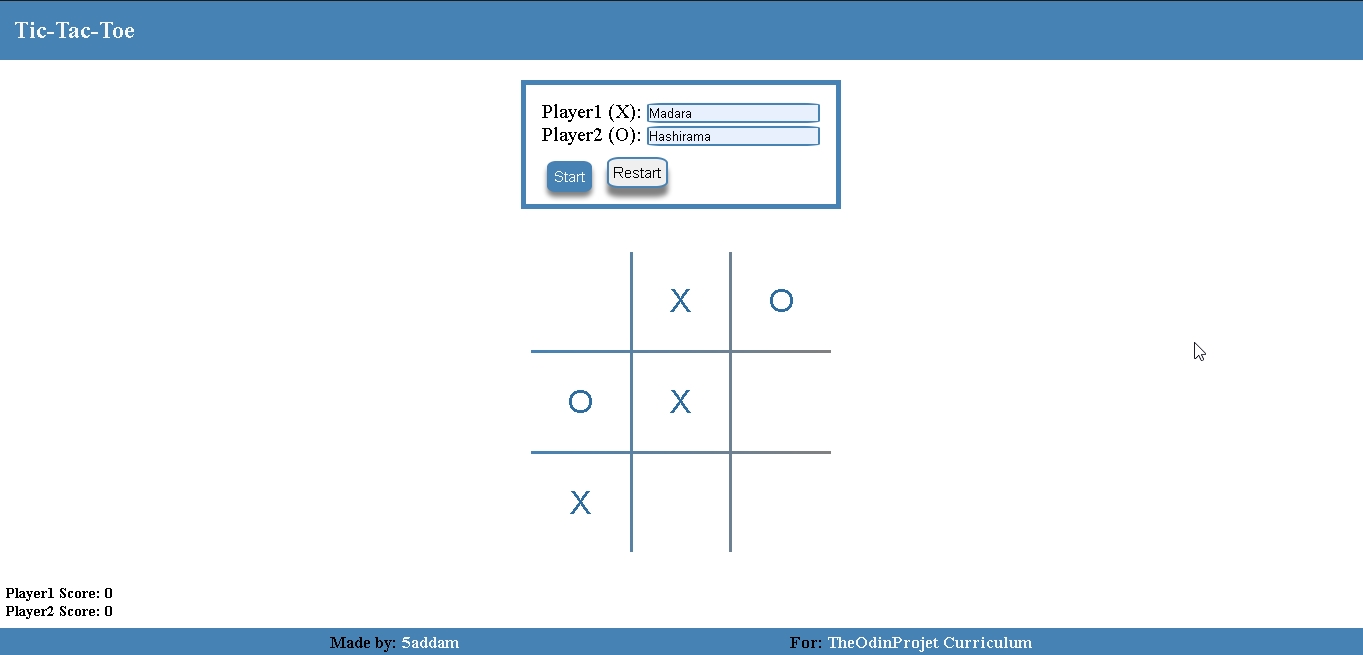 Tic-Tac-Toe
Player1 (X): Madara
Player2 (O): Hashirama
Start Restart
X O
O X
X
Player1 Score: 0
Player2 Score: 0
Made by: 5addam For: TheOdinProjet Curriculum